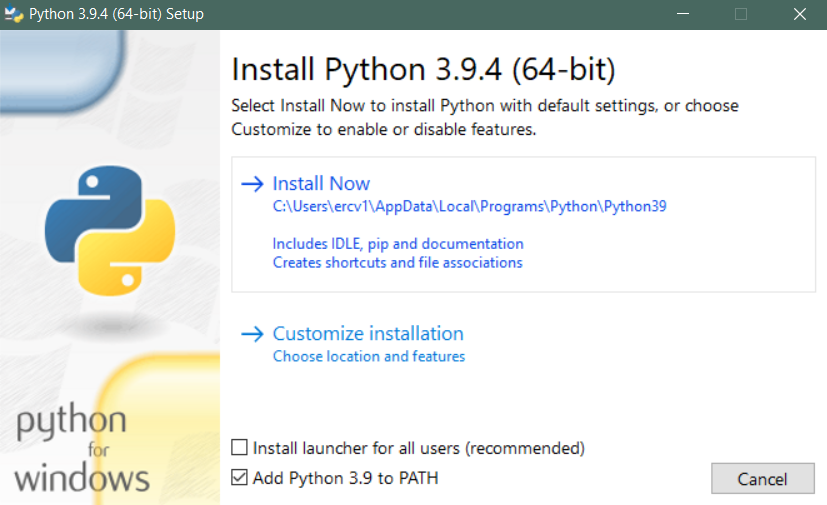 Python 3.9.4 (64-bit) Setup
Install Python 3.9.4 (64-bit)
Select Install Now to install Python with default settings, or choose
Customize to enable or disable features.
Install Now
C:\Users\ercv1\AppData\Local\Programs\Python\Python39
Includes IDLE, pip and documentation
Creates shortcuts and file associations
Customize installation
Choose location and features
python
for
windows
Install launcher for all users (recommended)
Add Python 3.9 to PATH
Cancel